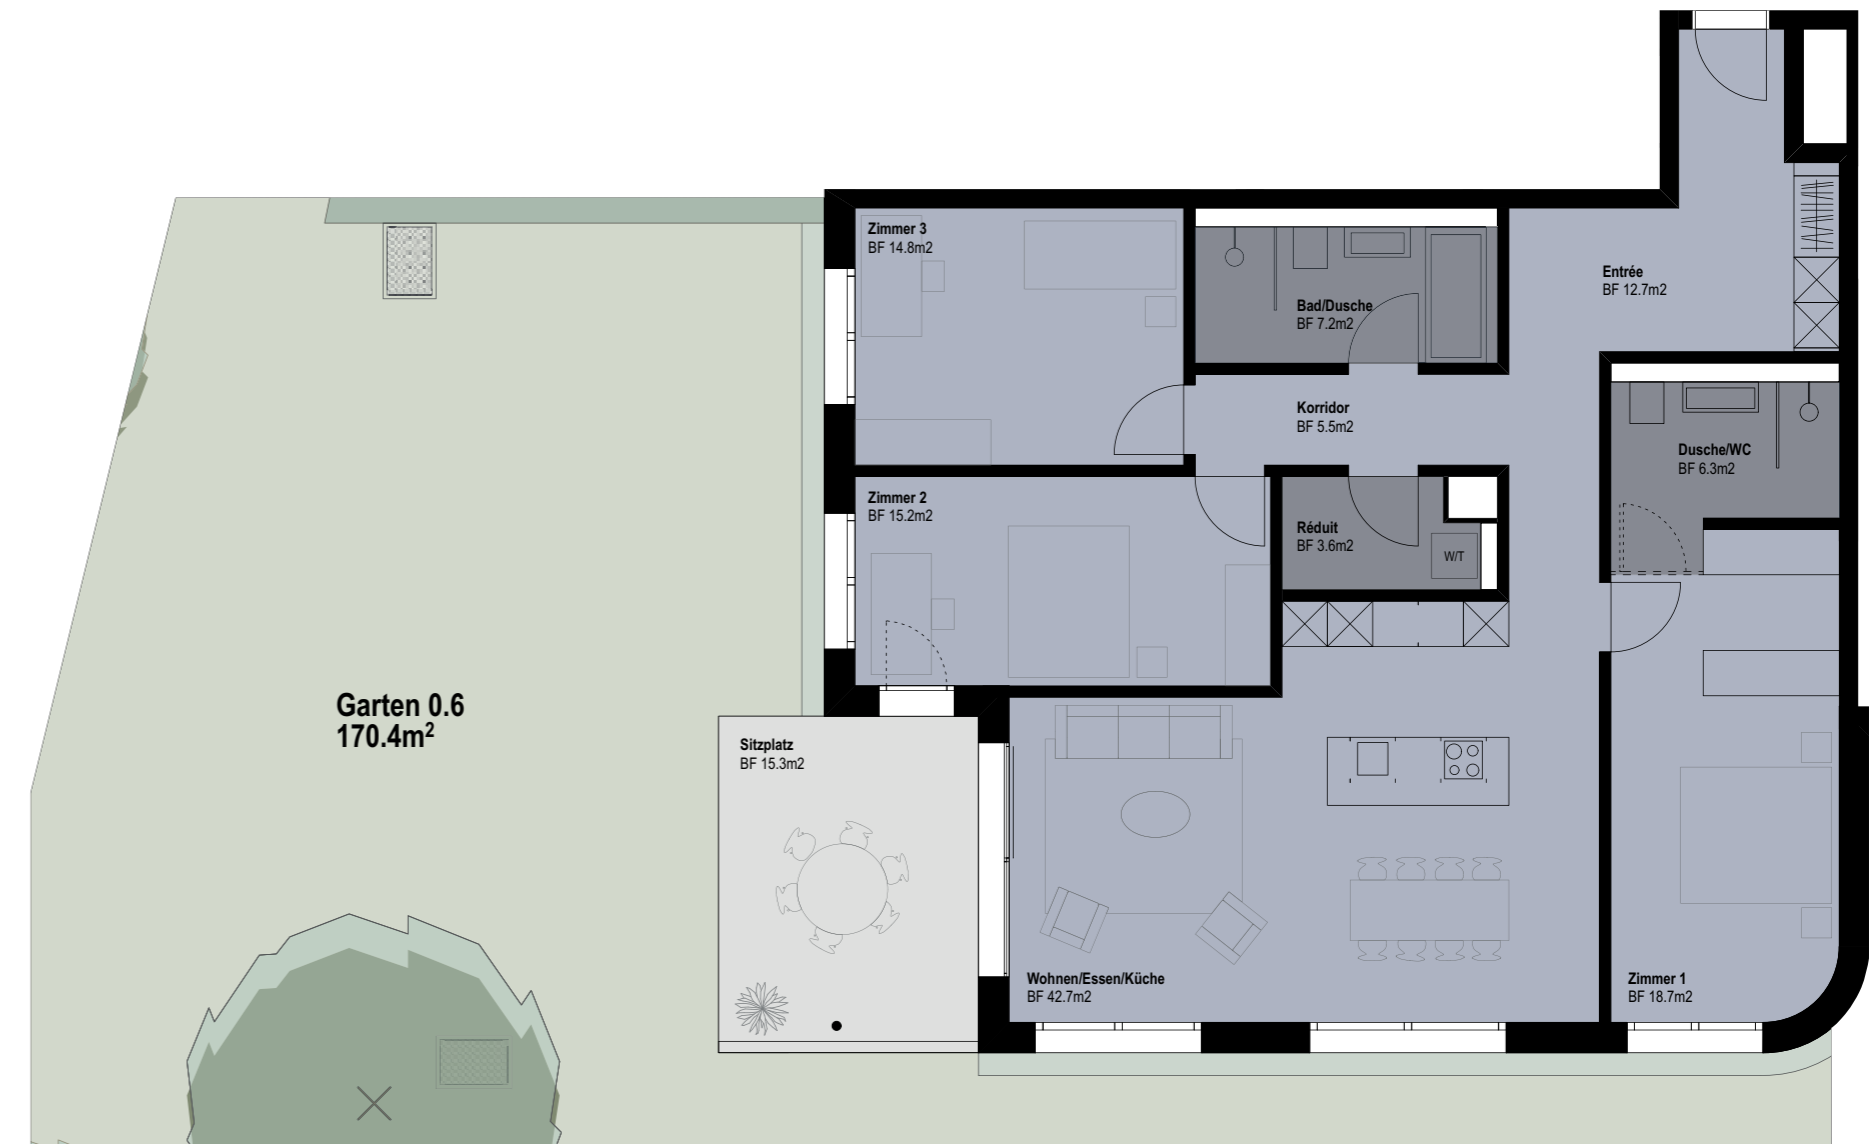 Zimmer 3
BF 14.8m2
Bad/Dusche
BF 7.2m2
Entrée
BF 12.7m2
Korridor
BF 5.5m2
Dusche/WC
BF 6.3m2
Zimmer 2
BF 15.2m2
Réduit
BF 3.6m2
W/T
Garten 0.6
170.4m²
Sitzplatz
BF 15.3m2
Wohnen/Essen/Küche
BF 42.7m2
Zimmer 1
BF 18.7m2